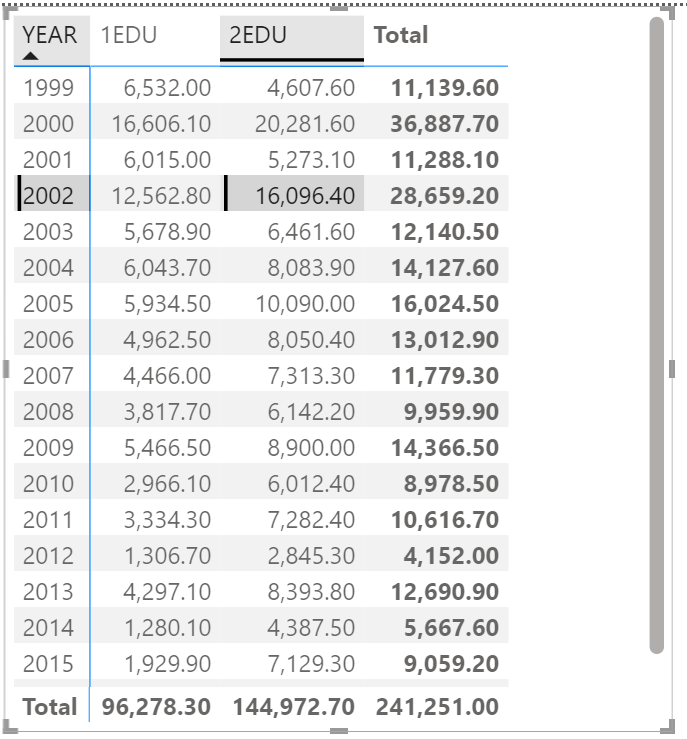 YEAR 1EDU 2EDU Total
1999 6,532.00 4,607.60 11,139.60
2000 16,606.10 20,281.60 36,887.70
2001 6,015.00 5,273.10 11,288.10
2002 12,562.80 16,096.40 28,659.20
2003 5,678.90 6,461.60 12,140.50
2004 6,043.70 8,083.90 14,127.60
2005 5,934.50 10,090.00 16,024.50
2006 4,962.50 8,050.40 13,012.90
2007 4,466.00 7,313.30 11,779.30
2008 3,817.70 6,142.20 9,959.90
2009 5,466.50 8,900.00 14,366.50
2010 2,966.10 6,012.40 8,978.50
2011 3,334.30 7,282.40 10,616.70
2012 1,306.70 2,845.30 4,152.00
2013 4,297.10 8,393.80 12,690.90
2014 1,280.10 4,387.50 5,667.60
2015 1,929.90 7,129.30 9,059.20
Total 96,278.30 144,972.70 241,251.00